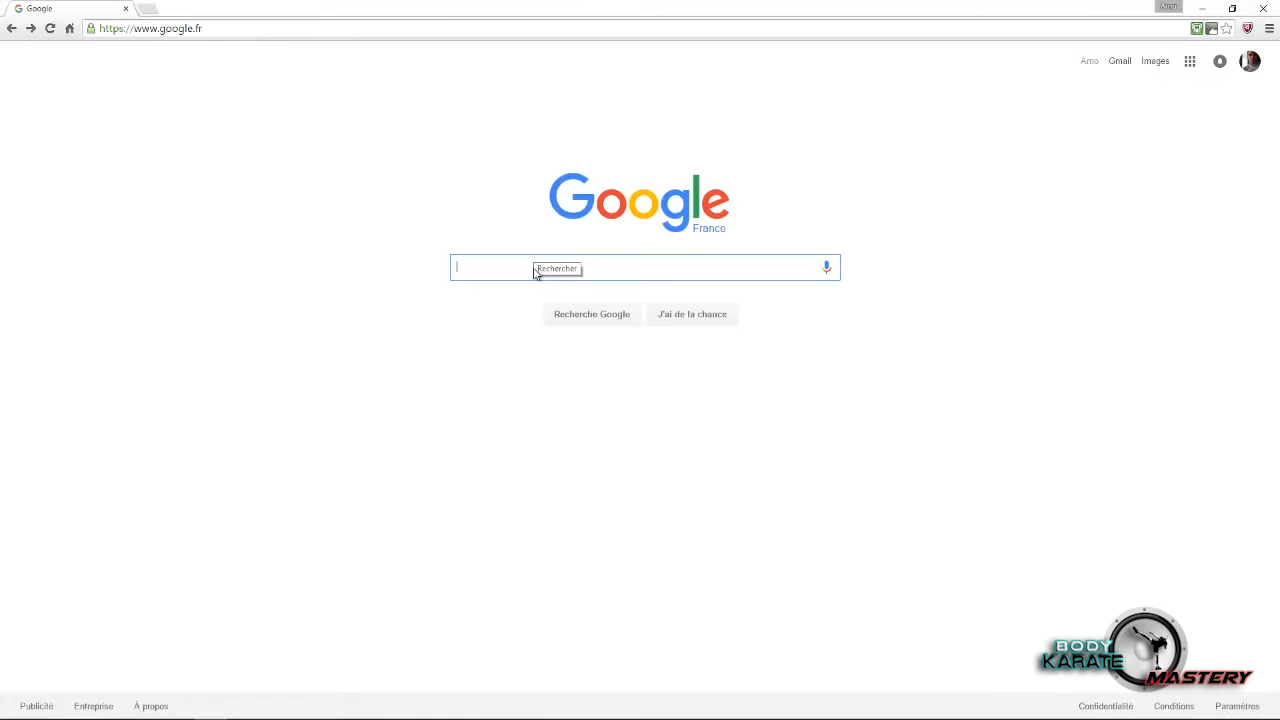 Google
Arno
https://www.google.fr
Arno Gmail Images
Google
France
Rechercher
Recherche Google J'ai de la chance
BODY
KARATE
MASTERY
Publicité Entreprise À propos Confidentialité Conditions Paramètres